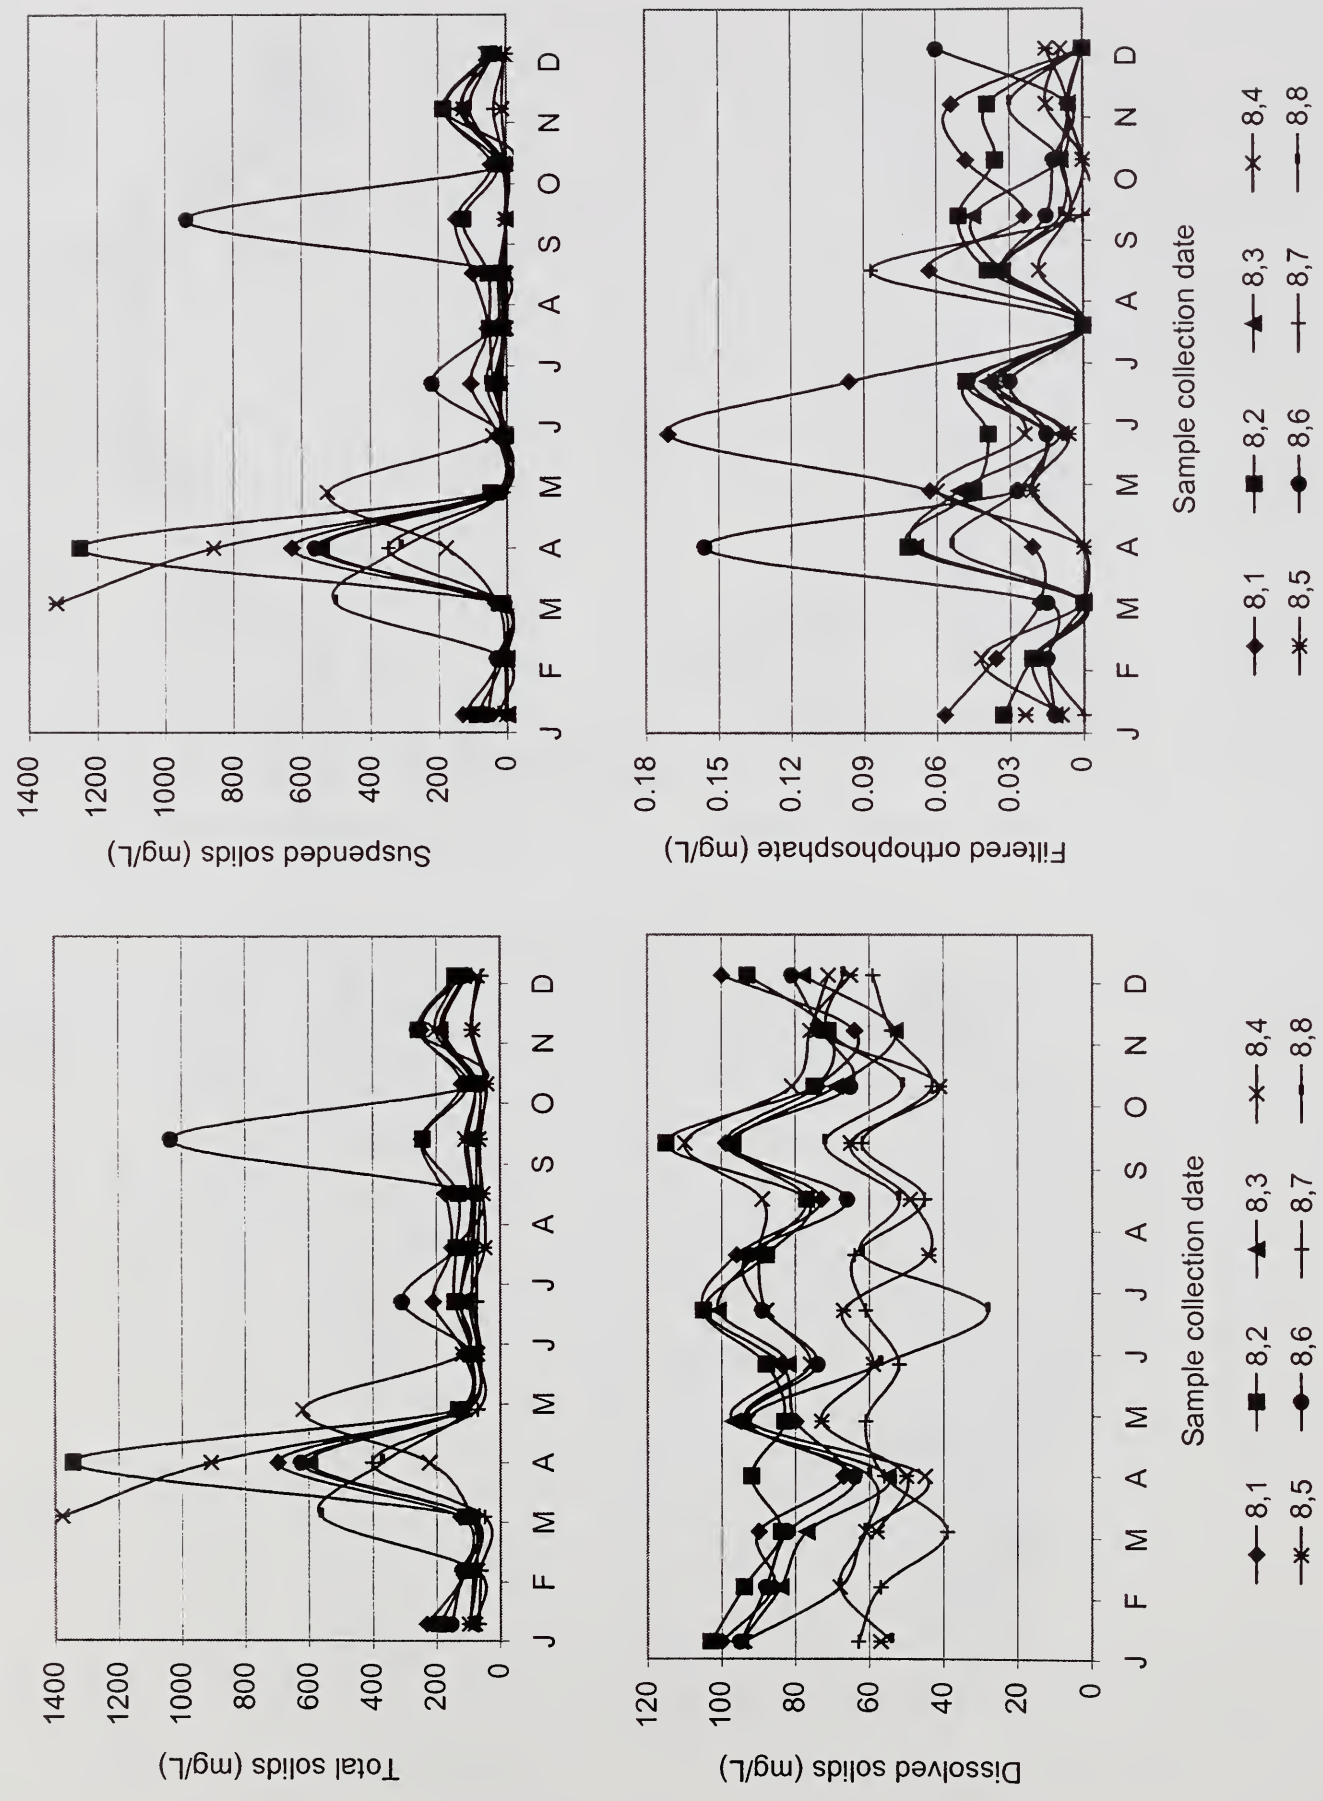 Total solids (mg/L)
1400
1200
1000
800
600
400
200
0
J F M A M J J A S O N D
Suspended solids (mg/L)
1400
1200
1000
800
600
400
200
0
J F M A M J J A S O N D
Dissolved solids (mg/L)
120
100
80
60
40
20
0
J F M A M J J A S O N D
Sample collection date
8,1 8,2 8,3 8,4
8,5 8,6 8,7 8,8
Filtered orthophosphate (mg/L)
0.18
0.15
0.12
0.09
0.06
0.03
0
J F M A M J J A S O N D
Sample collection date
8,1 8,2 8,3 8,4
8,5 8,6 8,7 8,8